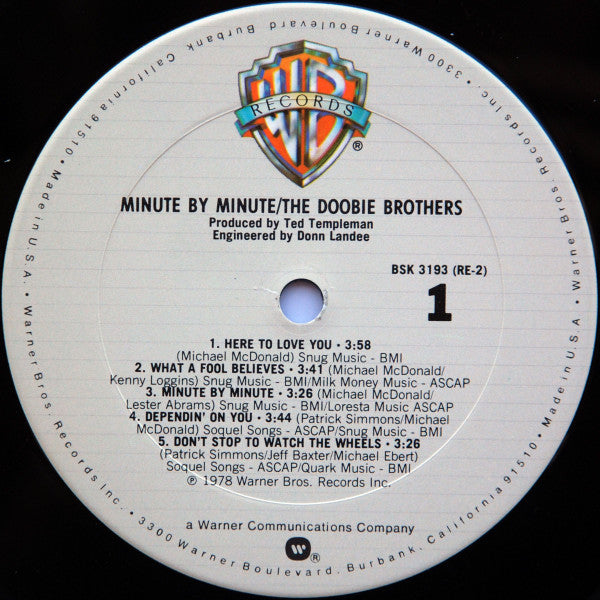 WB
RECORDS
®
MINUTE BY MINUTE/THE DOOBIE BROTHERS
Produced by Ted Templeman
Engineered by Donn Landee
BSK 3193 (RE-2)
1
1. HERE TO LOVE YOU • 3:58
(Michael McDonald) Snug Music - BMI
2. WHAT A FOOL BELIEVES • 3:41 (Michael McDonald/
Kenny Loggins) Snug Music - BMI/Milk Money Music - ASCAP
3. MINUTE BY MINUTE • 3:26 (Michael McDonald/
Lester Abrams) Snug Music - BMI/Loresta Music ASCAP
4. DEPENDIN' ON YOU • 3:44 (Patrick Simmons/Michael
McDonald) Soquel Songs - ASCAP/Snug Music - BMI
5. DON'T STOP TO WATCH THE WHEELS • 3:26
(Patrick Simmons/Jeff Baxter/Michael Ebert)
Soquel Songs - ASCAP/Quark Music - BMI
℗ 1978 Warner Bros. Records Inc.
a Warner Communications Company
®
Warner Bros. Records Inc. • 3300 Warner Boulevard, Burbank, California 91510 • Made in U.S.A. •
Warner Bros. Records Inc. • 3300 Warner Boulevard, Burbank, California 91510 • Made in U.S.A •